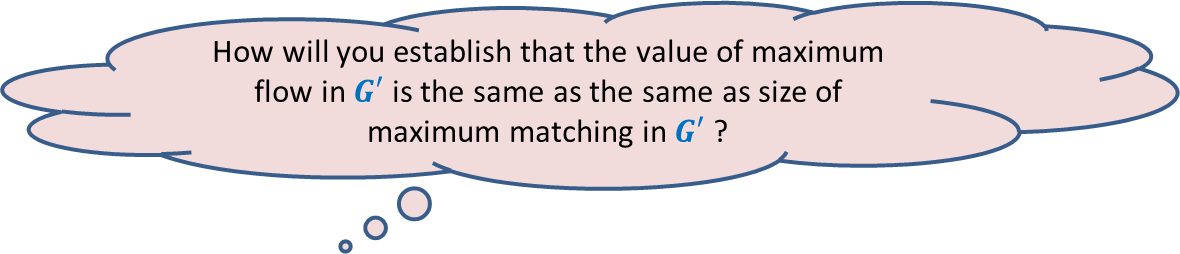 How will you establish that the value of maximum
flow in G′ is the same as the same as size of
maximum matching in G′ ?